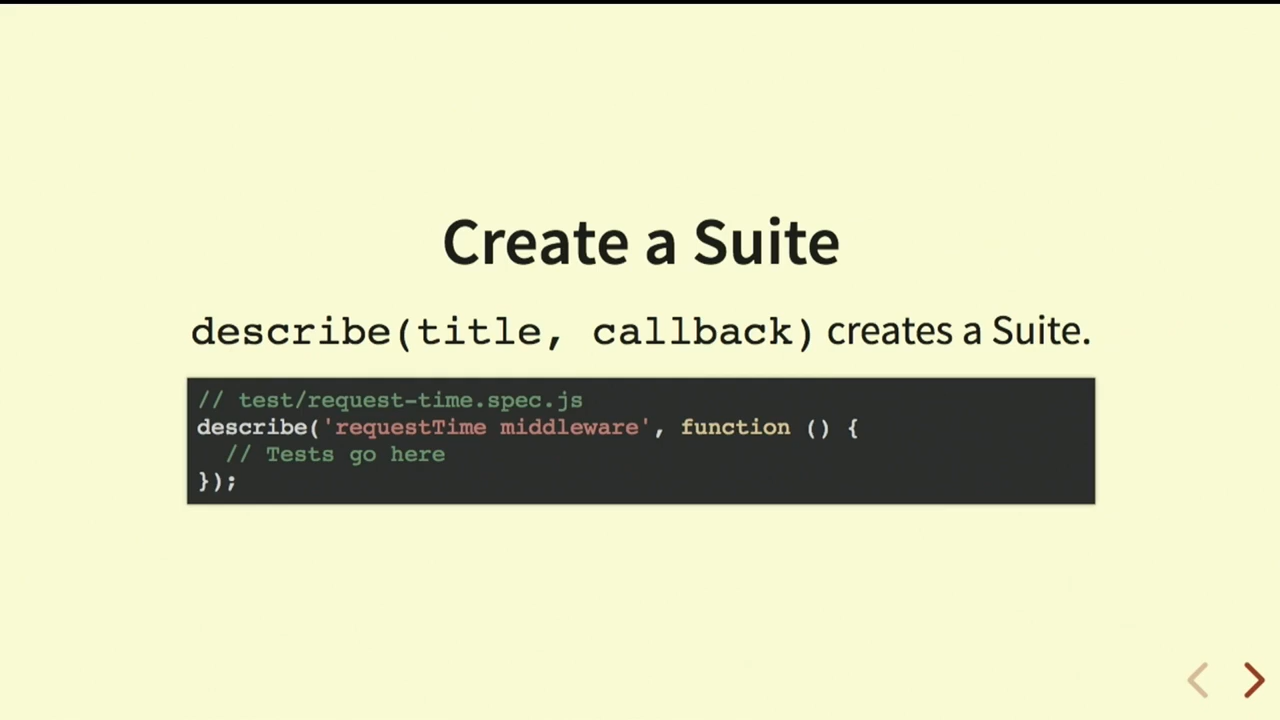 Create a Suite
describe(title, callback) creates a Suite.
// test/request-time.spec.js
describe('requestTime middleware', function () {
  // Tests go here
});